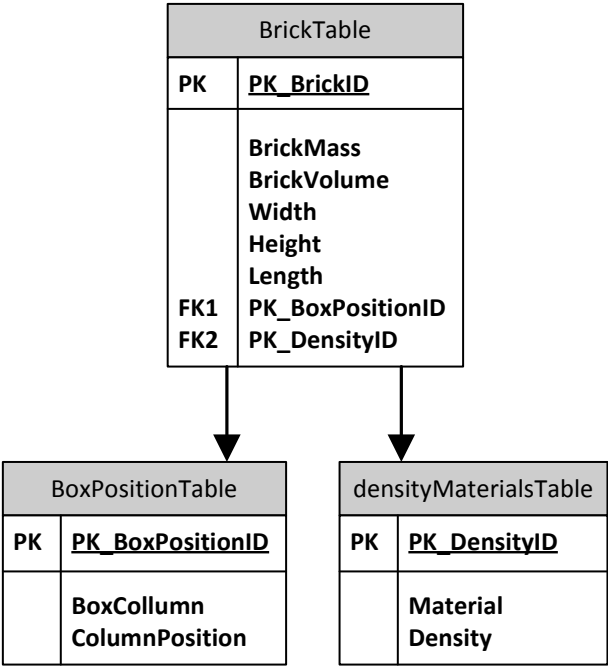 BrickTable
PK PK_BrickID
BrickMass
BrickVolume
Width
Height
Length
FK1 PK_BoxPositionID
FK2 PK_DensityID
BoxPositionTable
PK PK_BoxPositionID
BoxCollumn
ColumnPosition
densityMaterialsTable
PK PK_DensityID
Material
Density